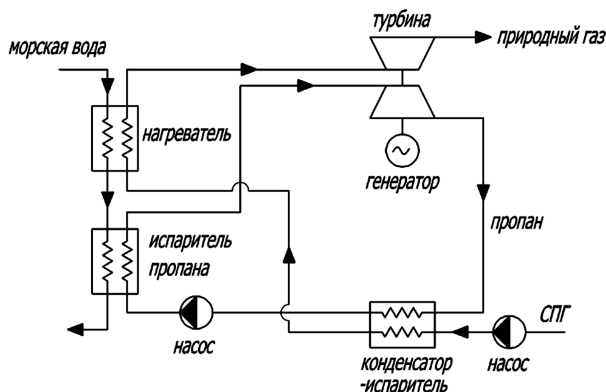 турбина
природный газ
морская вода
нагреватель
генератор
пропан
испаритель
пропана
СПГ
насос
конденсатор
-испаритель
насос